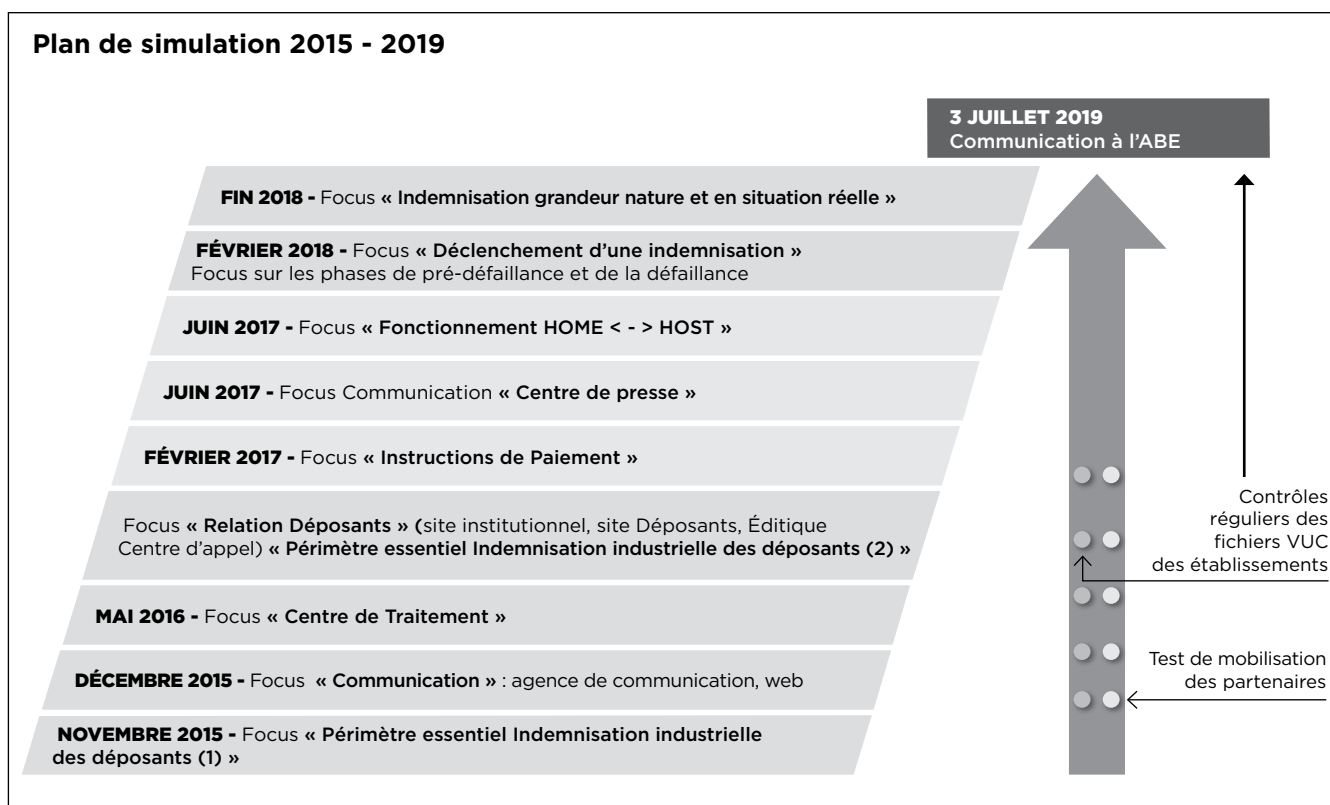 Plan de simulation 2015 - 2019
3 JUILLET 2019
Communication à l'ABE
FIN 2018 - Focus « Indemnisation grandeur nature et en situation réelle »
FÉVRIER 2018 - Focus « Déclenchement d'une indemnisation »
Focus sur les phases de pré-défaillance et de la défaillance
JUIN 2017 - Focus « Fonctionnement HOME < - > HOST »
JUIN 2017 - Focus Communication « Centre de presse »
FÉVRIER 2017 - Focus « Instructions de Paiement »
Focus « Relation Déposants » (site institutionnel, site Déposants, Éditique
Centre d'appel) « Périmètre essentiel Indemnisation industrielle des déposants (2) »
MAI 2016 - Focus « Centre de Traitement »
DÉCEMBRE 2015 - Focus « Communication » : agence de communication, web
NOVEMBRE 2015 - Focus « Périmètre essentiel Indemnisation industrielle
des déposants (1) »
Contrôles
réguliers des
fichiers VUC
des établissements
Test de mobilisation
des partenaires